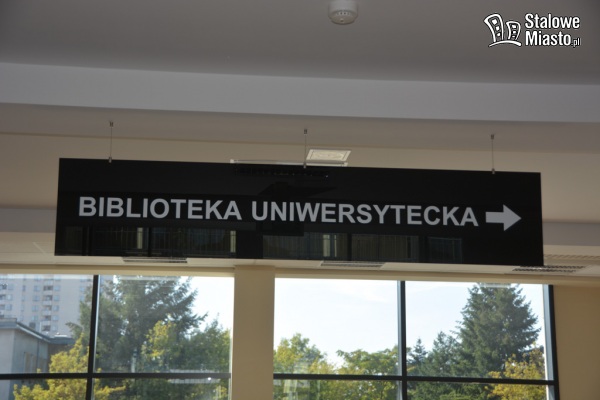 Stalowe
Miasto.pl
BIBLIOTEKA UNIWERSYTECKA →